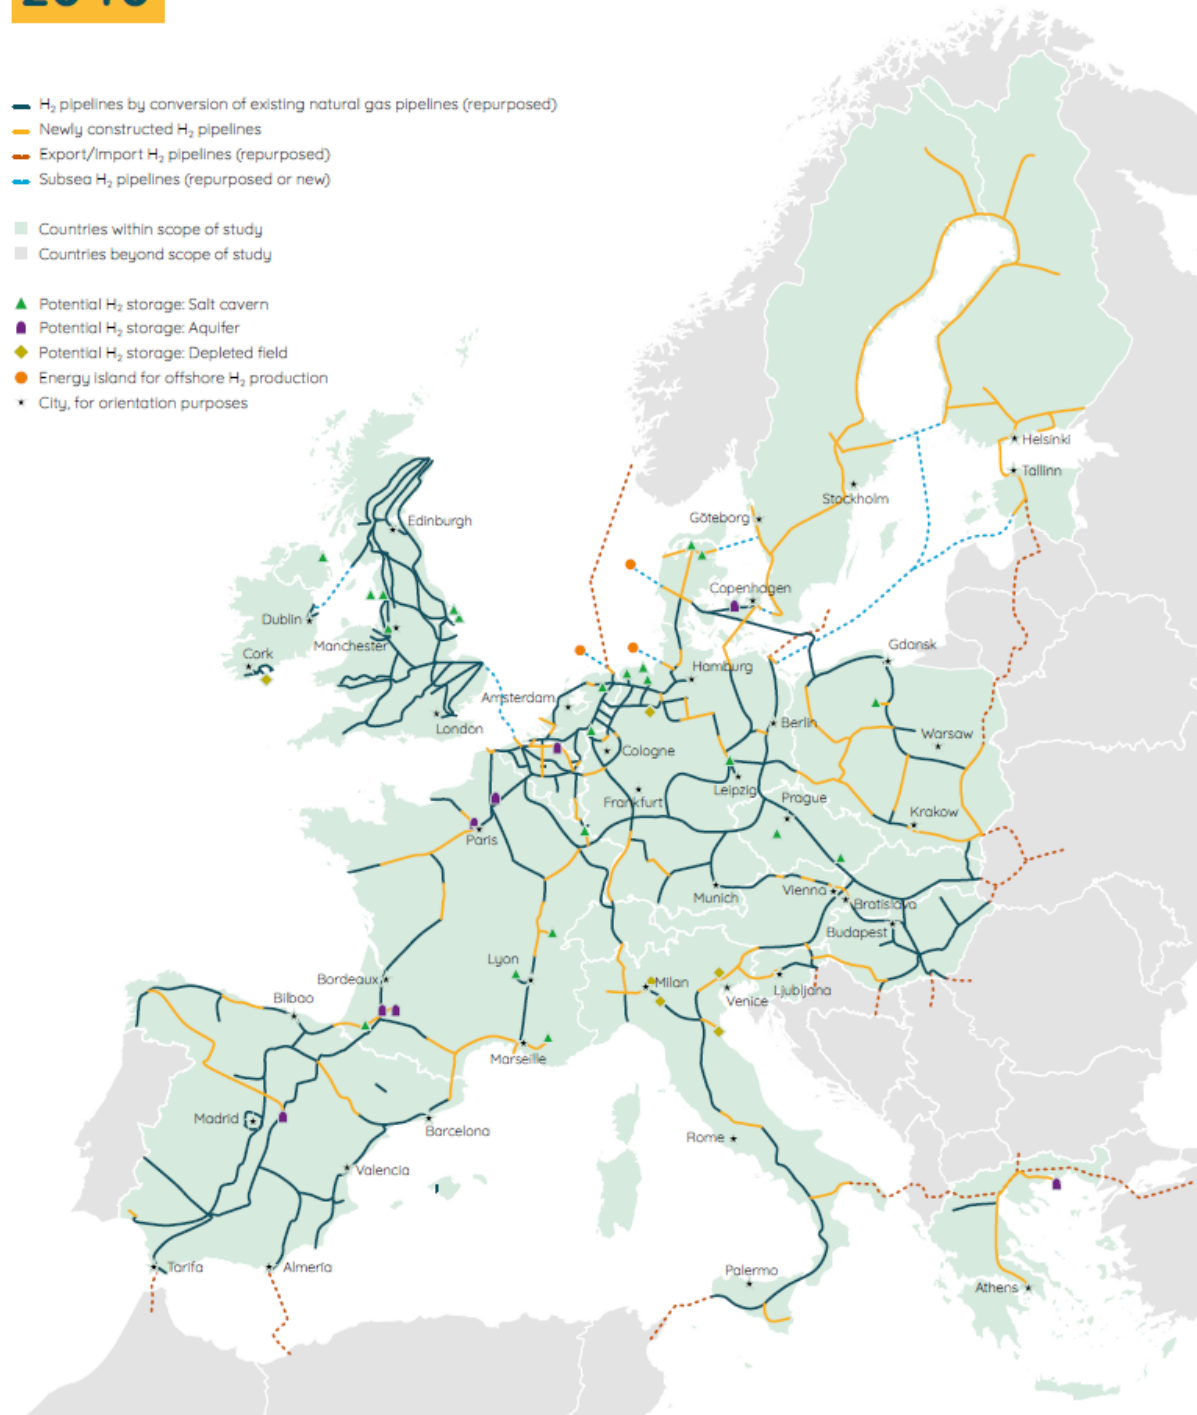 H₂ pipelines by conversion of existing natural gas pipelines (repurposed)
Newly constructed H₂ pipelines
Export/Import H₂ pipelines (repurposed)
Subsea H₂ pipelines (repurposed or new)
Countries within scope of study
Countries beyond scope of study
Potential H₂ storage: Salt cavern
Potential H₂ storage: Aquifer
Potential H₂ storage: Depleted field
Energy island for offshore H₂ production
City, for orientation purposes
Helsinki
Tallinn
Stockholm
Göteborg
Edinburgh
Copenhagen
Dublin
Manchester
Cork
Gdansk
Hamburg
Amsterdam
London
Berlin
Warsaw
Cologne
Leipzig
Frankfurt
Prague
Krakow
Paris
Munich
Vienna
Bratislava
Budapest
Lyon
Bordeaux
Milan
Ljubljana
Venice
Bilbao
Marseille
Madrid
Barcelona
Rome
Valencia
Tarifa
Almería
Palermo
Athens